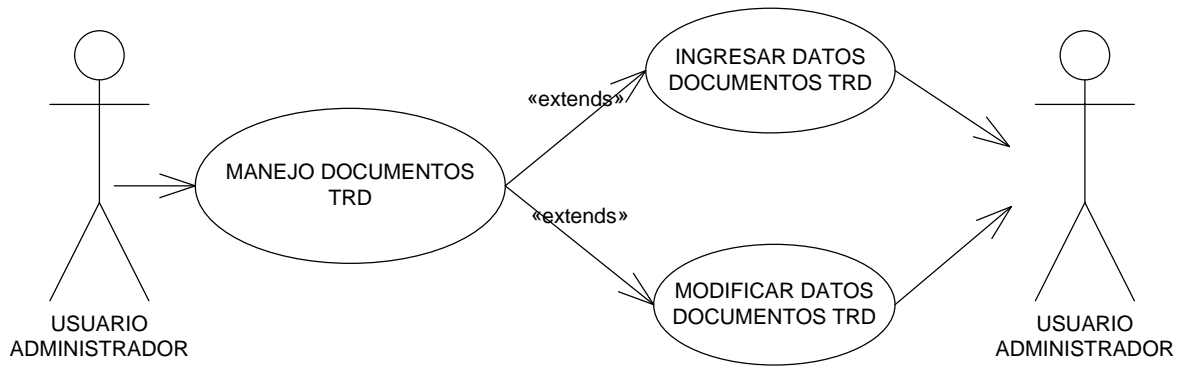 INGRESAR DATOS
DOCUMENTOS TRD
«extends»
MANEJO DOCUMENTOS
TRD
«extends»
MODIFICAR DATOS
DOCUMENTOS TRD
USUARIO
ADMINISTRADOR
USUARIO
ADMINISTRADOR